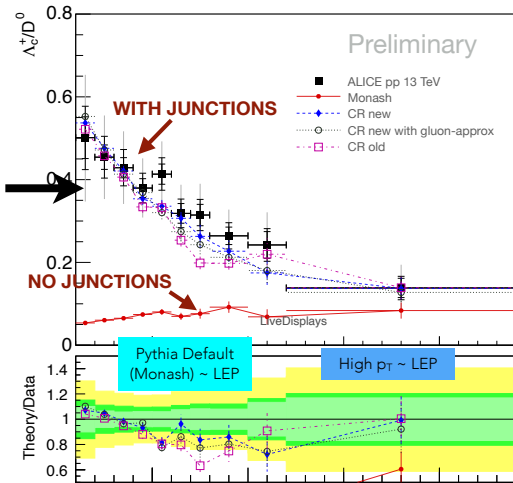 Λc+/D0
0.8
Preliminary
ALICE pp 13 TeV
Monash
CR new
CR new with gluon-approx
CR old
WITH JUNCTIONS
0.6
0.4
0.2
NO JUNCTIONS
LiveDisplays
0
Theory/Data
1.4
1.2
1
0.8
0.6
Pythia Default
(Monash) ~ LEP
High pT ~ LEP